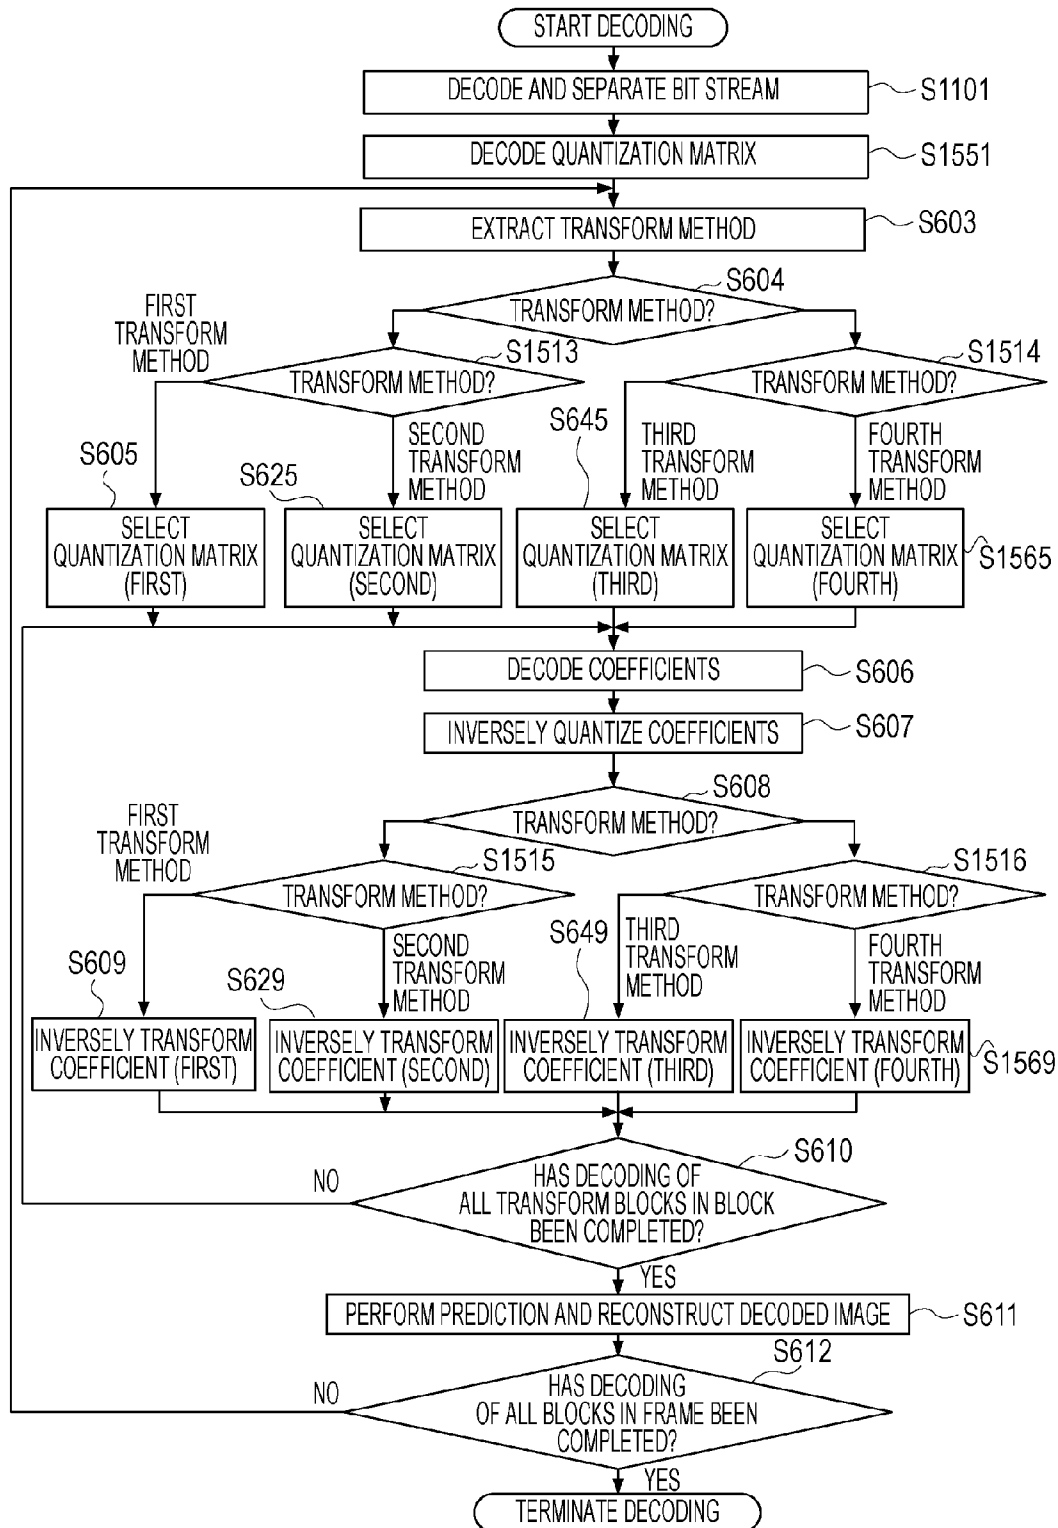 START DECODING
DECODE AND SEPARATE BIT STREAM
S1101
DECODE QUANTIZATION MATRIX
S1551
EXTRACT TRANSFORM METHOD
S603
S604
TRANSFORM METHOD?
FIRST
TRANSFORM
METHOD
S1513
TRANSFORM METHOD?
S1514
TRANSFORM METHOD?
S605
S625
SECOND
TRANSFORM
METHOD
S645
THIRD
TRANSFORM
METHOD
FOURTH
TRANSFORM
METHOD
SELECT
QUANTIZATION MATRIX
(FIRST)
SELECT
QUANTIZATION MATRIX
(SECOND)
SELECT
QUANTIZATION MATRIX
(THIRD)
SELECT
QUANTIZATION MATRIX
(FOURTH)
S1565
DECODE COEFFICIENTS
S606
INVERSELY QUANTIZE COEFFICIENTS
S607
S608
TRANSFORM METHOD?
FIRST
TRANSFORM
METHOD
S1515
TRANSFORM METHOD?
S1516
TRANSFORM METHOD?
S609
S629
SECOND
TRANSFORM
METHOD
S649
THIRD
TRANSFORM
METHOD
FOURTH
TRANSFORM
METHOD
INVERSELY TRANSFORM
COEFFICIENT (FIRST)
INVERSELY TRANSFORM
COEFFICIENT (SECOND)
INVERSELY TRANSFORM
COEFFICIENT (THIRD)
INVERSELY TRANSFORM
COEFFICIENT (FOURTH)
S1569
S610
NO
HAS DECODING OF
ALL TRANSFORM BLOCKS IN BLOCK
BEEN COMPLETED?
YES
PERFORM PREDICTION AND RECONSTRUCT DECODED IMAGE
S611
S612
NO
HAS DECODING
OF ALL BLOCKS IN FRAME BEEN
COMPLETED?
YES
TERMINATE DECODING